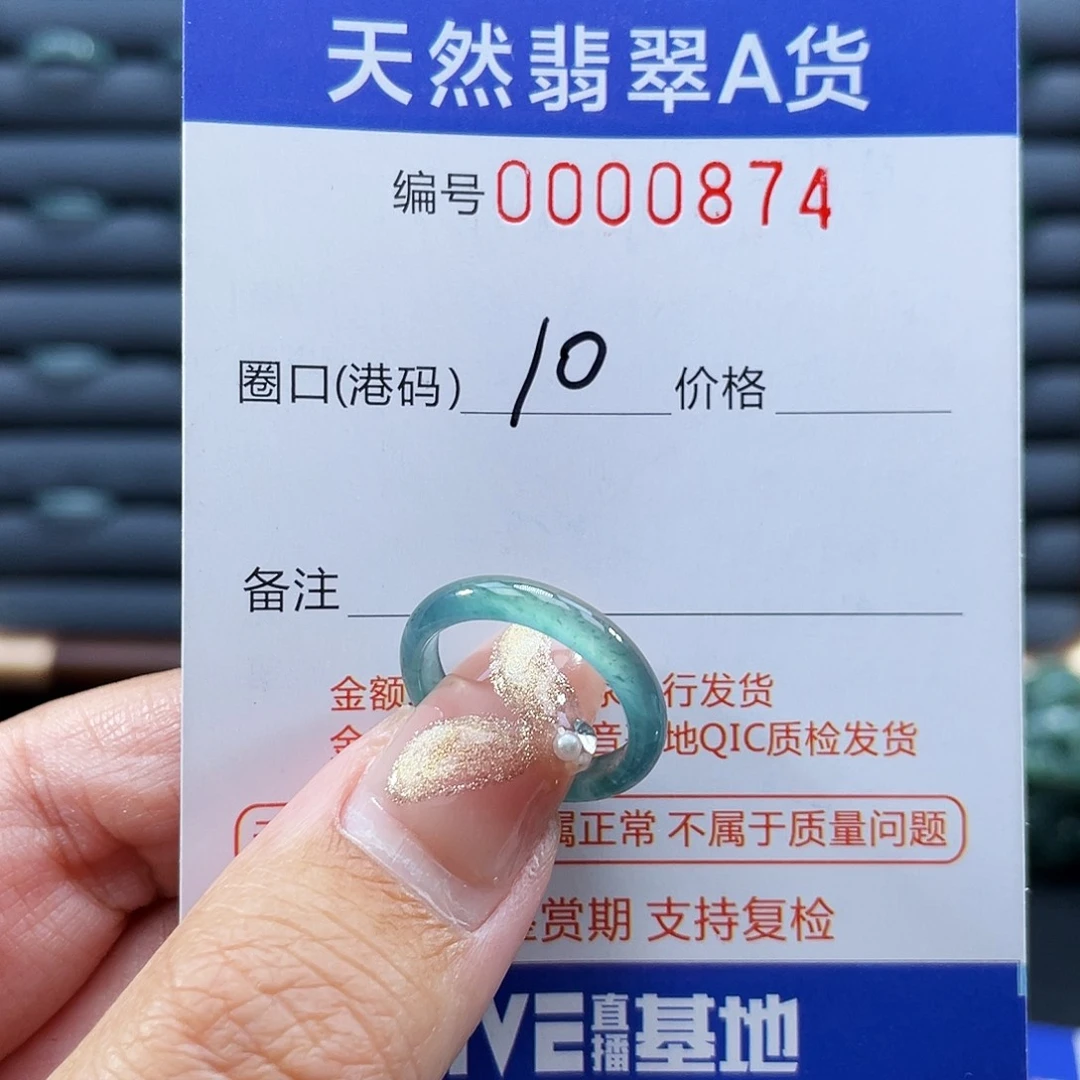 天然翡翠A货
编号0000874
圈口(港码) 10 价格
备注
金额 行发货
地QIC质检发货
属正常 不属于质量问题
赏期 支持复检
VE直播基地